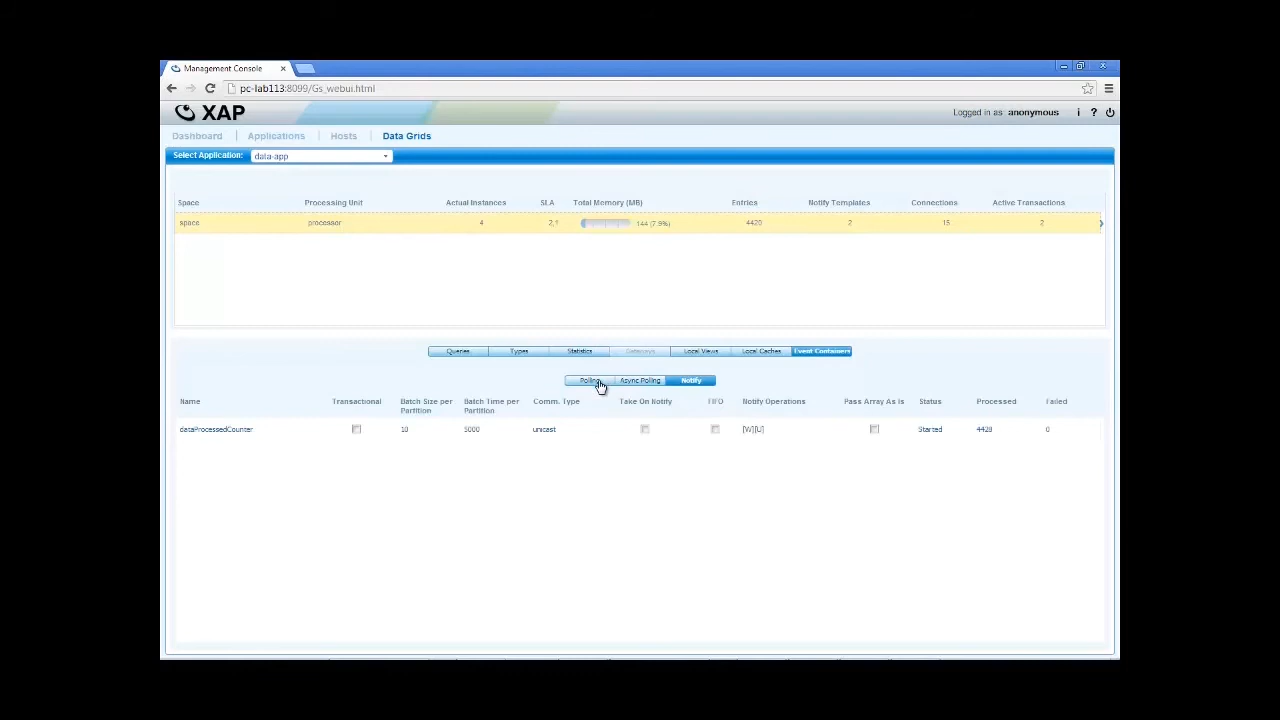 Management Console
pc-lab113:8099/Gs_webui.html
XAP
Logged in as: anonymous i ?
Dashboard Applications Hosts Data Grids
Select Application: data-app
Space Processing Unit Actual Instances SLA Total Memory (MB) Entries Notify Templates Connections Active Transactions
space processor 4 2,1 144 (7.9%) 4420 2 15 2
Queries Types Statistics Gateways Local Views Local Caches Event Containers
Polling Async Polling Notify
Name Transactional Batch Size per Partition Batch Time per Partition Comm. Type Take On Notify FIFO Notify Operations Pass Array As Is Status Processed Failed
dataProcessedCounter 10 5000 unicast [W][U] Started 4428 0